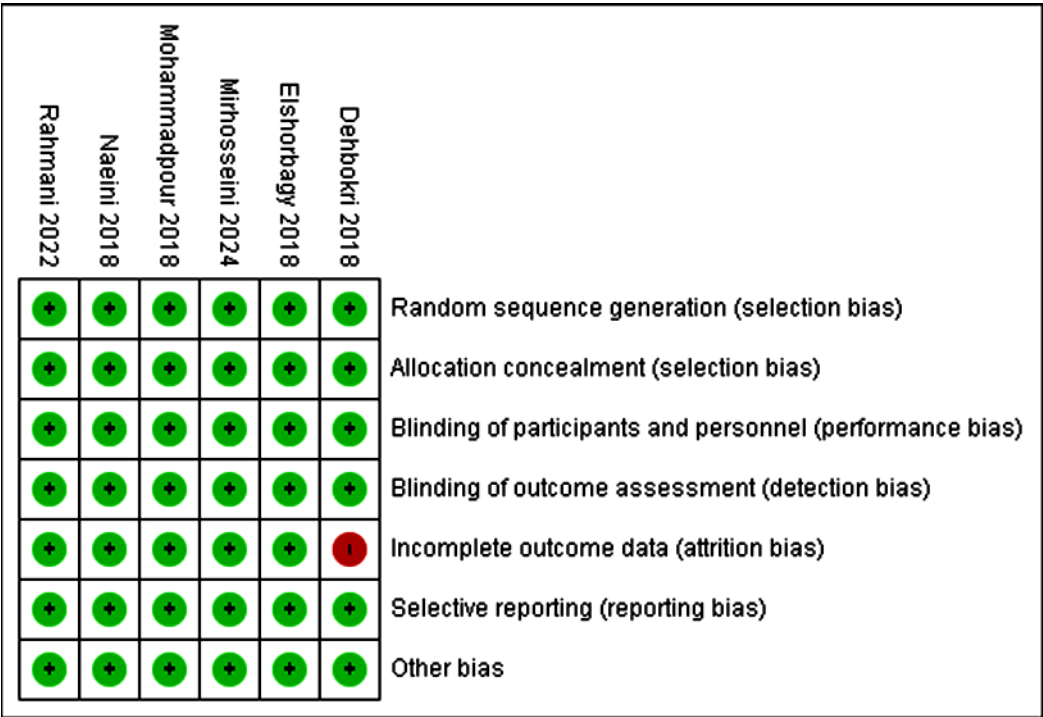 Rahmani 2022
Naeini 2018
Mohammadpour 2018
Mirhosseini 2024
Elshorbagy 2018
Dehbokri 2018
+ + + + + + Random sequence generation (selection bias)
+ + + + + + Allocation concealment (selection bias)
+ + + + + + Blinding of participants and personnel (performance bias)
+ + + + + + Blinding of outcome assessment (detection bias)
+ + + + + - Incomplete outcome data (attrition bias)
+ + + + + + Selective reporting (reporting bias)
+ + + + + + Other bias